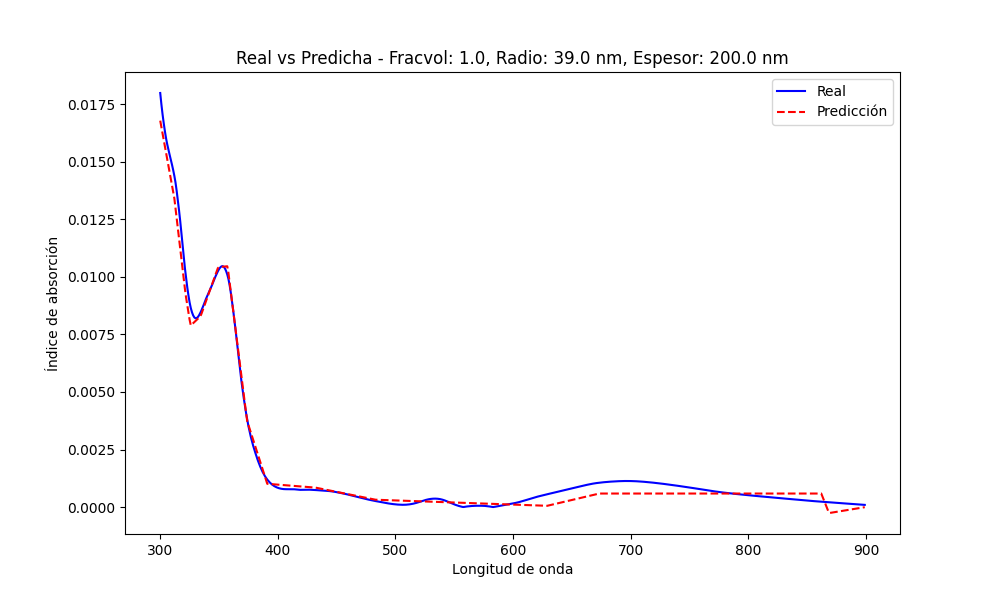 Real vs Predicha - Fracvol: 1.0, Radio: 39.0 nm, Espesor: 200.0 nm
Real
Predicción
Índice de absorción
0.0175
0.0150
0.0125
0.0100
0.0075
0.0050
0.0025
0.0000
300 400 500 600 700 800 900
Longitud de onda